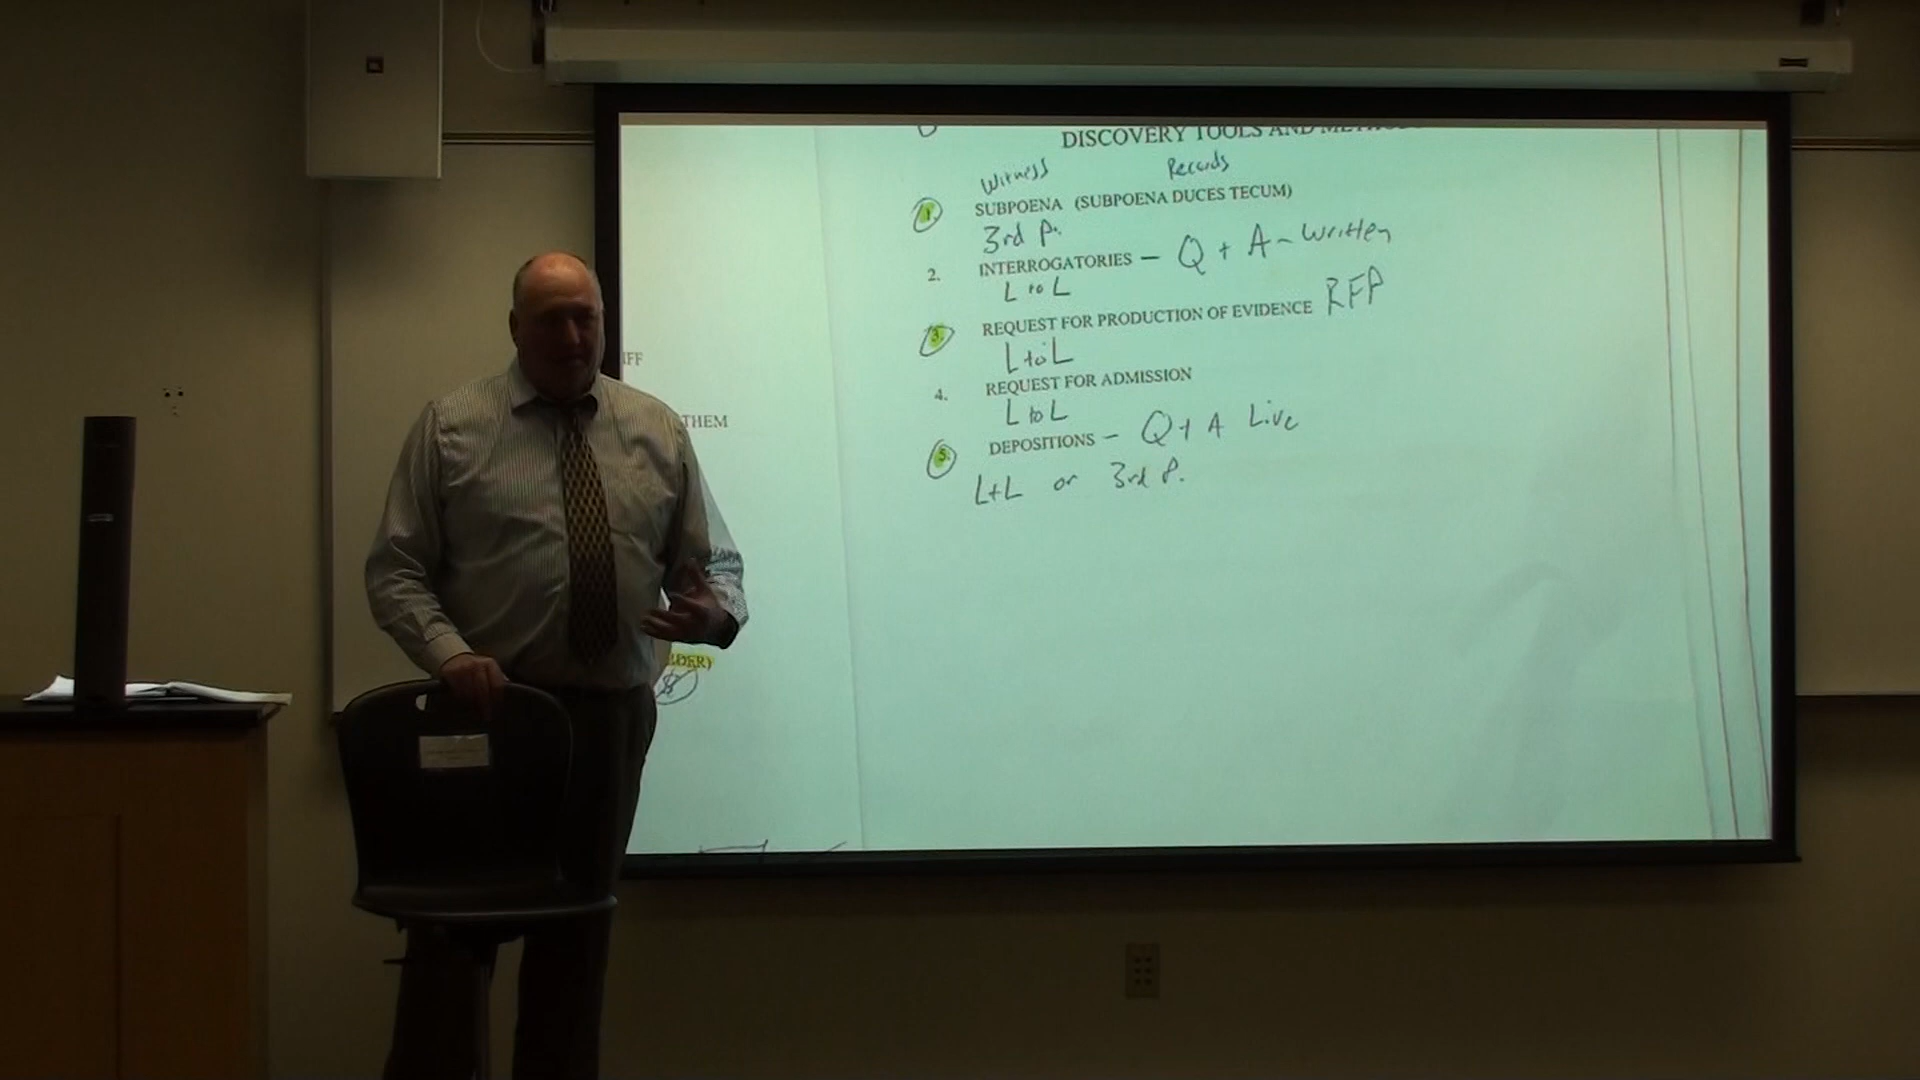 DISCOVERY TOOLS AND
Witness Records
1. SUBPOENA (SUBPOENA DUCES TECUM)
3rd P.
2. INTERROGATORIES — Q + A - written
L to L
3. REQUEST FOR PRODUCTION OF EVIDENCE RFP
L to L
4. REQUEST FOR ADMISSION
L to L
5. DEPOSITIONS — Q + A Live
L+L or 3rd P.
IFF
THEM
RDER)
$